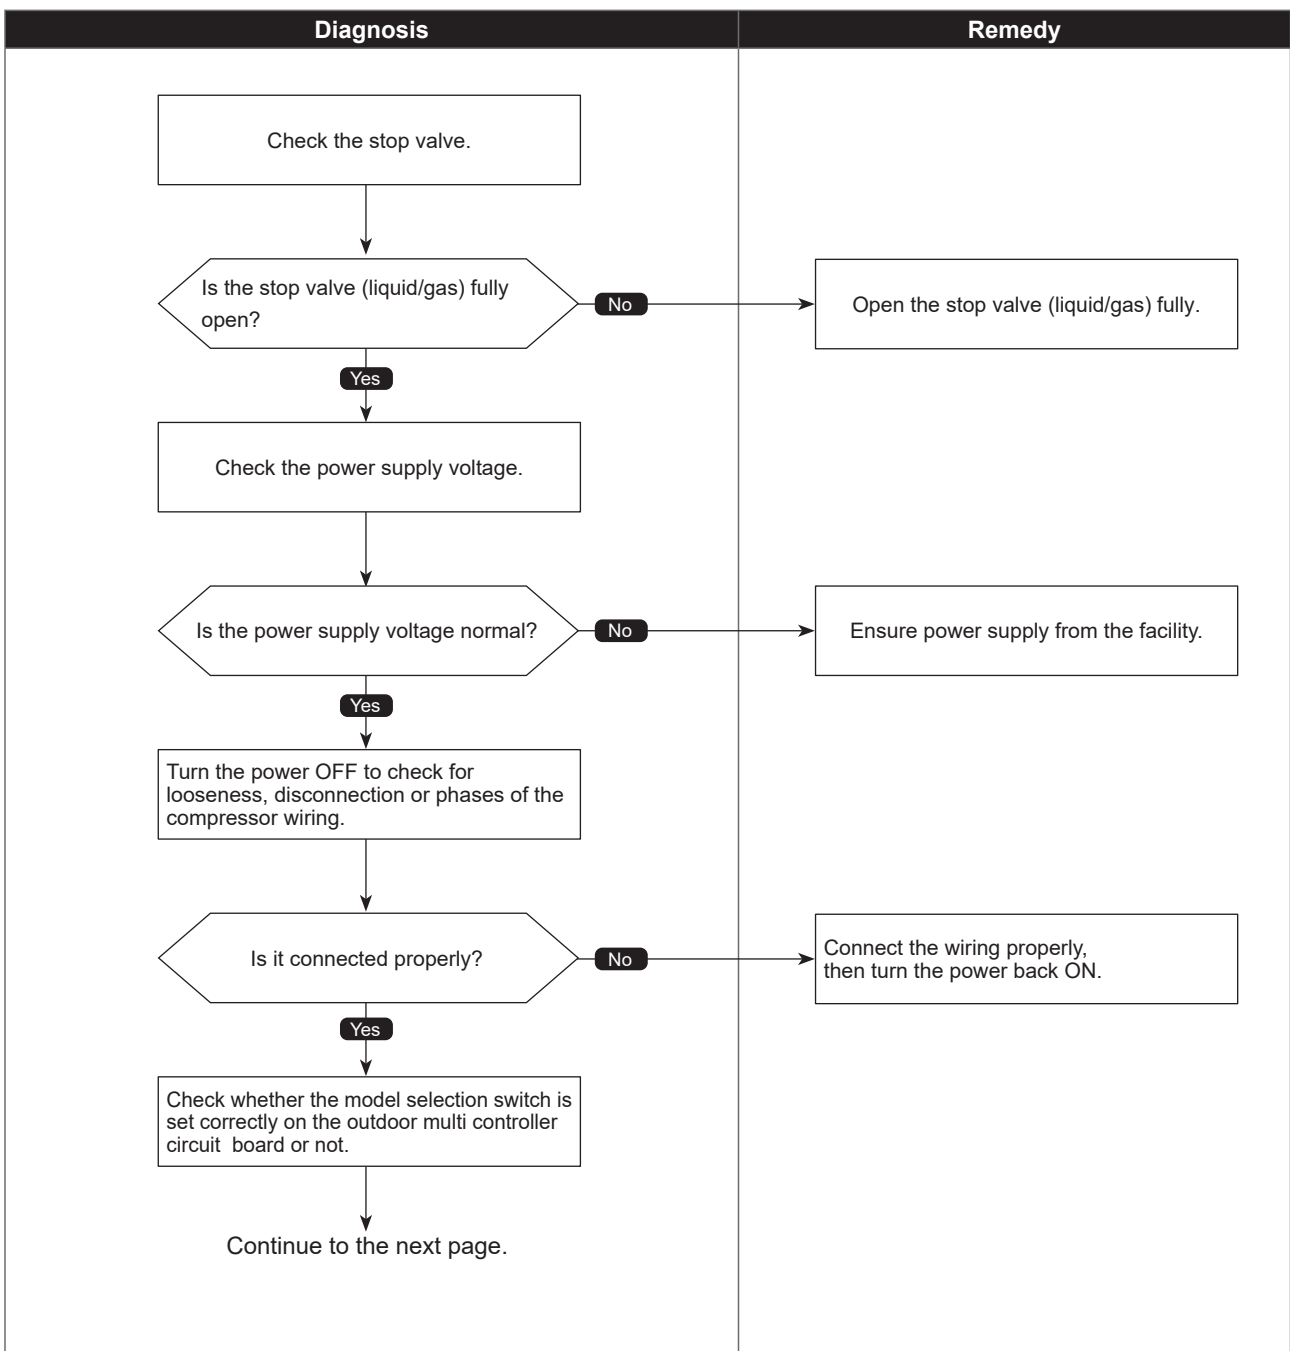 Diagnosis
Remedy
Check the stop valve.
Is the stop valve (liquid/gas) fully
open?
No
Open the stop valve (liquid/gas) fully.
Yes
Check the power supply voltage.
Is the power supply voltage normal?
No
Ensure power supply from the facility.
Yes
Turn the power OFF to check for
looseness, disconnection or phases of the
compressor wiring.
Is it connected properly?
No
Connect the wiring properly,
then turn the power back ON.
Yes
Check whether the model selection switch is
set correctly on the outdoor multi controller
circuit  board or not.
Continue to the next page.